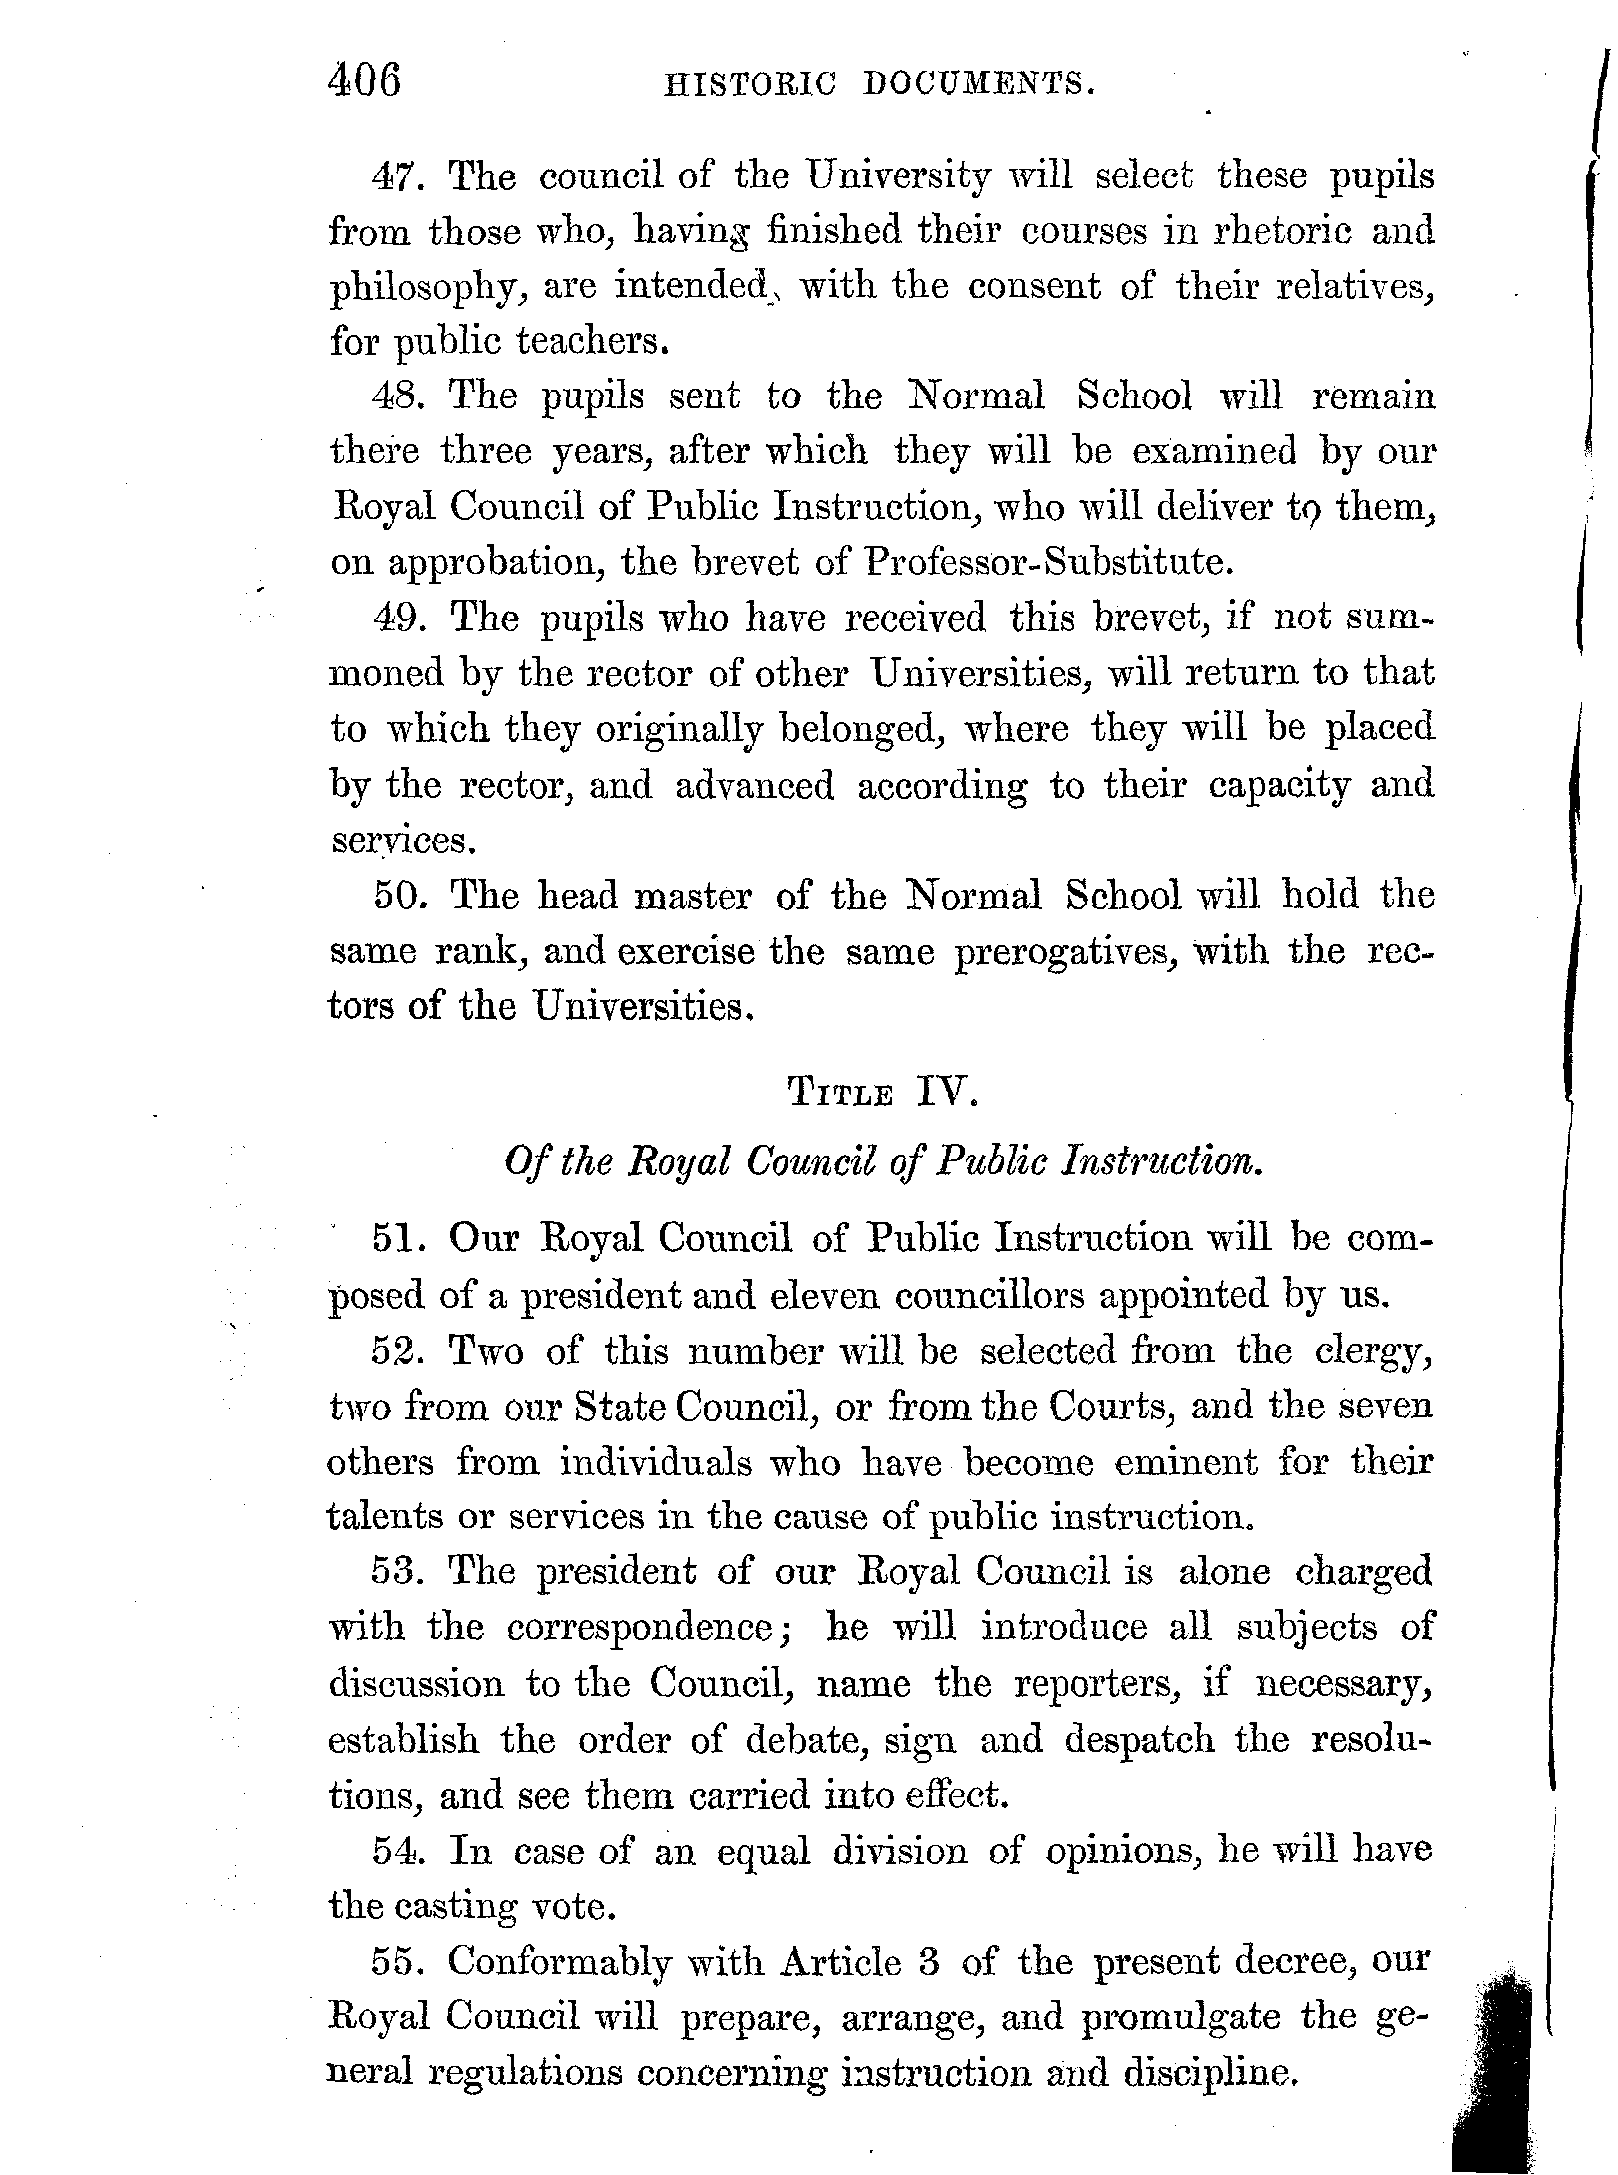 406 HISTORIC DOCUMENTS.
47. The council of the University will select these pupils
from those who, having finished their courses in rhetoric and
philosophy, are intended, with the consent of their relatives,
for public teachers.
48. The pupils sent to the Normal School will remain
there three years, after which they will be examined by our
Royal Council of Public Instruction, who will deliver to them,
on approbation, the brevet of Professor-Substitute.
49. The pupils who have received this brevet, if not sum-
moned by the rector of other Universities, will return to that
to which they originally belonged, where they will be placed
by the rector, and advanced according to their capacity and
services.
50. The head master of the Normal School will hold the
same rank, and exercise the same prerogatives, with the rec-
tors of the Universities.
TITLE IV.
Of the Royal Council of Public Instruction.
51. Our Royal Council of Public Instruction will be com-
posed of a president and eleven councillors appointed by us.
52. Two of this number will be selected from the clergy,
two from our State Council, or from the Courts, and the seven
others from individuals who have become eminent for their
talents or services in the cause of public instruction.
53. The president of our Royal Council is alone charged
with the correspondence; he will introduce all subjects of
discussion to the Council, name the reporters, if necessary,
establish the order of debate, sign and despatch the resolu-
tions, and see them carried into effect.
54. In case of an equal division of opinions, he will have
the casting vote.
55. Conformably with Article 3 of the present decree, our
Royal Council will prepare, arrange, and promulgate the ge-
neral regulations concerning instruction and discipline.